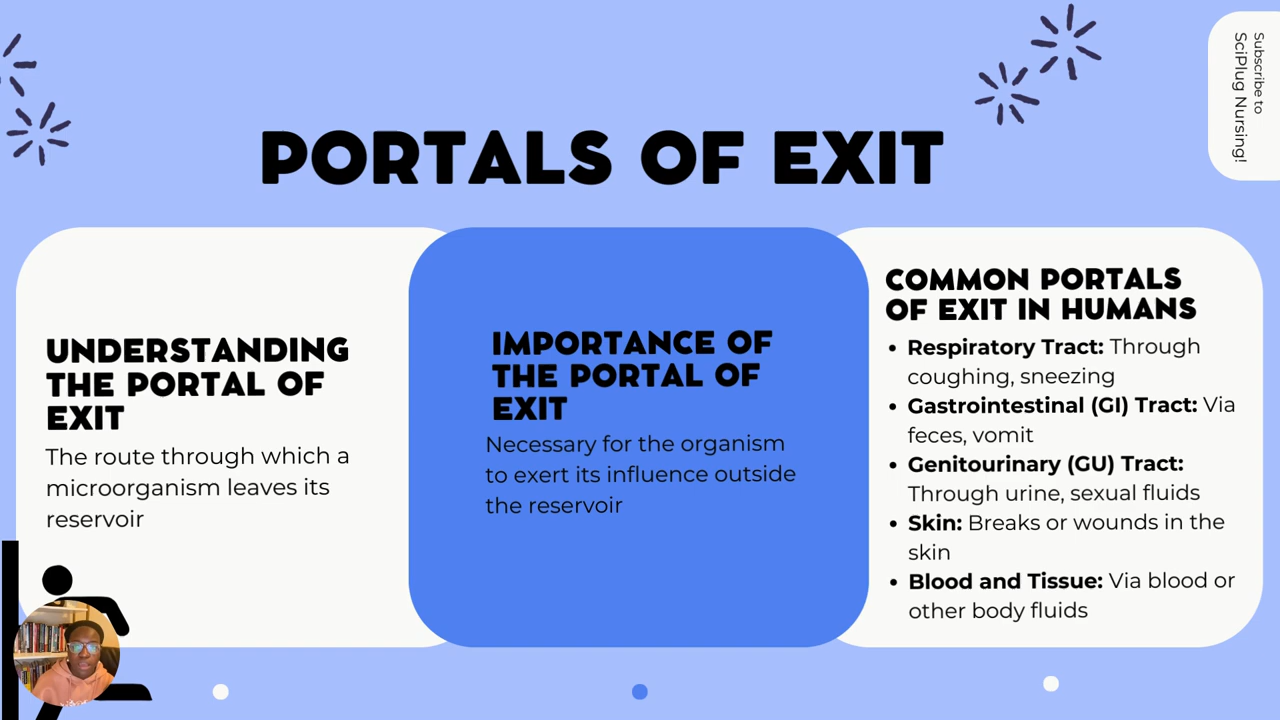 Subscribe to
SciPlug Nursing!
PORTALS OF EXIT
UNDERSTANDING
THE PORTAL OF
EXIT
The route through which a
microorganism leaves its
reservoir
IMPORTANCE OF
THE PORTAL OF
EXIT
Necessary for the organism
to exert its influence outside
the reservoir
COMMON PORTALS
OF EXIT IN HUMANS
• Respiratory Tract: Through
coughing, sneezing
• Gastrointestinal (GI) Tract: Via
feces, vomit
• Genitourinary (GU) Tract:
Through urine, sexual fluids
• Skin: Breaks or wounds in the
skin
• Blood and Tissue: Via blood or
other body fluids